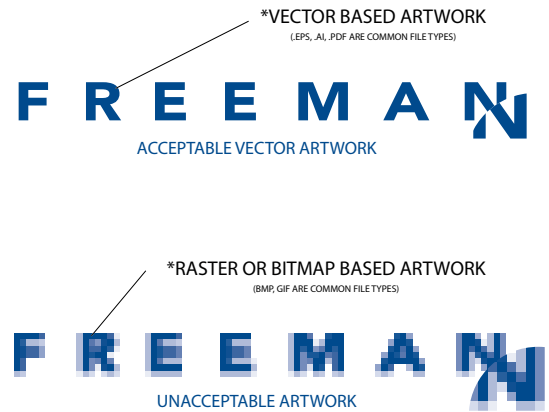 *VECTOR BASED ARTWORK
(.EPS, .AI, .PDF ARE COMMON FILE TYPES)
FREEMAN
ACCEPTABLE VECTOR ARTWORK
*RASTER OR BITMAP BASED ARTWORK
(BMP, GIF ARE COMMON FILE TYPES)
FREEMAN
UNACCEPTABLE ARTWORK